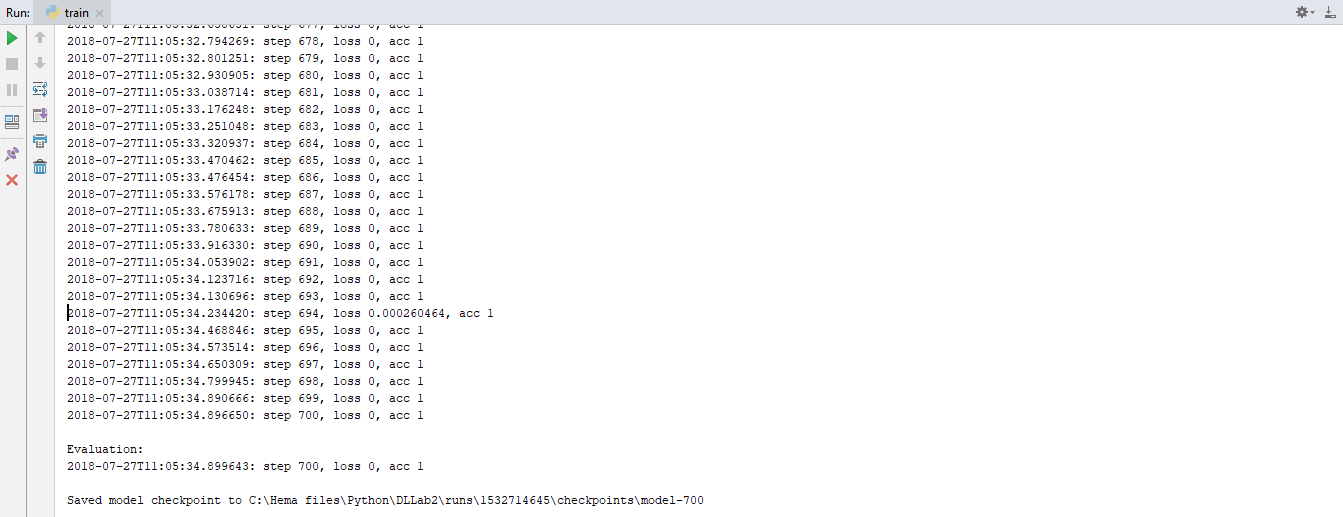 Run: train
2018-07-27T11:05:32.794269: step 678, loss 0, acc 1
2018-07-27T11:05:32.801251: step 679, loss 0, acc 1
2018-07-27T11:05:32.930905: step 680, loss 0, acc 1
2018-07-27T11:05:33.038714: step 681, loss 0, acc 1
2018-07-27T11:05:33.176248: step 682, loss 0, acc 1
2018-07-27T11:05:33.251048: step 683, loss 0, acc 1
2018-07-27T11:05:33.320937: step 684, loss 0, acc 1
2018-07-27T11:05:33.470462: step 685, loss 0, acc 1
2018-07-27T11:05:33.476454: step 686, loss 0, acc 1
2018-07-27T11:05:33.576178: step 687, loss 0, acc 1
2018-07-27T11:05:33.675913: step 688, loss 0, acc 1
2018-07-27T11:05:33.780633: step 689, loss 0, acc 1
2018-07-27T11:05:33.916330: step 690, loss 0, acc 1
2018-07-27T11:05:34.053902: step 691, loss 0, acc 1
2018-07-27T11:05:34.123716: step 692, loss 0, acc 1
2018-07-27T11:05:34.130696: step 693, loss 0, acc 1
2018-07-27T11:05:34.234420: step 694, loss 0.000260464, acc 1
2018-07-27T11:05:34.468846: step 695, loss 0, acc 1
2018-07-27T11:05:34.573514: step 696, loss 0, acc 1
2018-07-27T11:05:34.650309: step 697, loss 0, acc 1
2018-07-27T11:05:34.799945: step 698, loss 0, acc 1
2018-07-27T11:05:34.890666: step 699, loss 0, acc 1
2018-07-27T11:05:34.896650: step 700, loss 0, acc 1
Evaluation:
2018-07-27T11:05:34.899643: step 700, loss 0, acc 1
Saved model checkpoint to C:\Hema files\Python\DLLab2\runs\1532714645\checkpoints\model-700